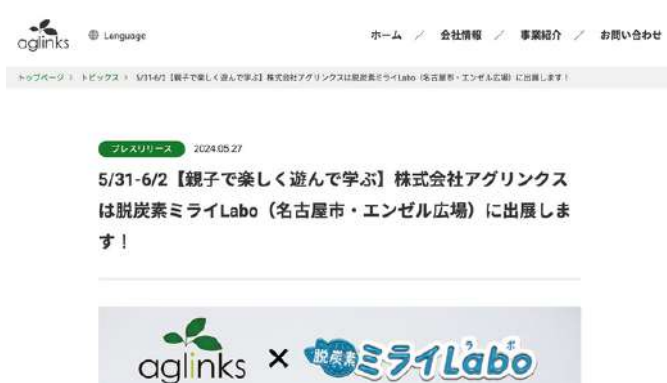 aglinks
Language
ホーム ／ 会社情報 ／ 事業紹介 ／ お問い合わせ
トップページ › トピックス › 5/31-6/2【親子で楽しく遊んで学ぶ】株式会社アグリンクスは脱炭素ミライLabo（名古屋市・エンゼル広場）に出展します！
プレスリリース 2024.05.27
5/31-6/2【親子で楽しく遊んで学ぶ】株式会社アグリンクス
は脱炭素ミライLabo（名古屋市・エンゼル広場）に出展しま
す！
aglinks × 脱炭素ミライLabo
ラボ